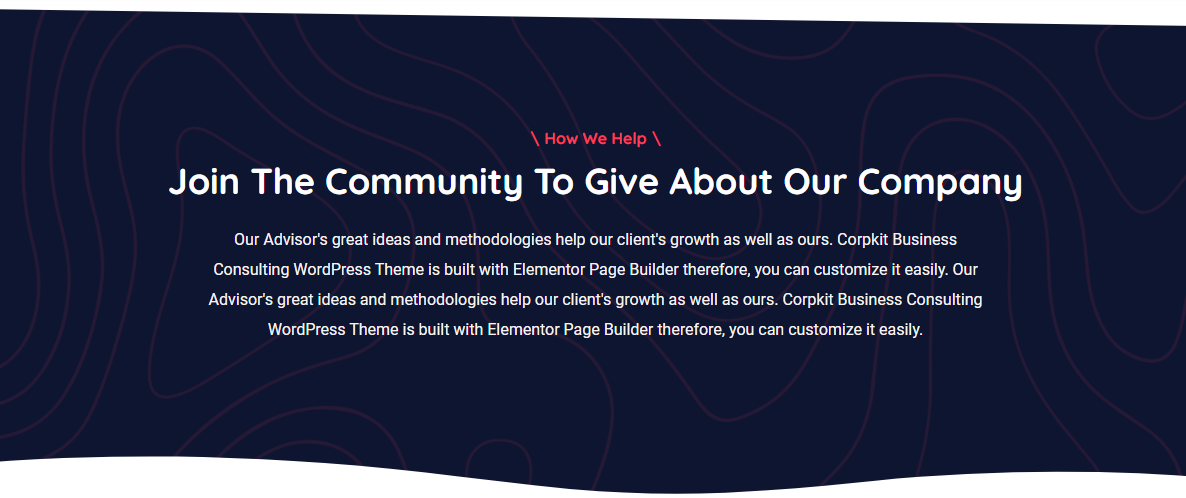 \ How We Help \
Join The Community To Give About Our Company
Our Advisor's great ideas and methodologies help our client's growth as well as ours. Corpkit Business
Consulting WordPress Theme is built with Elementor Page Builder therefore, you can customize it easily. Our
Advisor's great ideas and methodologies help our client's growth as well as ours. Corpkit Business Consulting
WordPress Theme is built with Elementor Page Builder therefore, you can customize it easily.